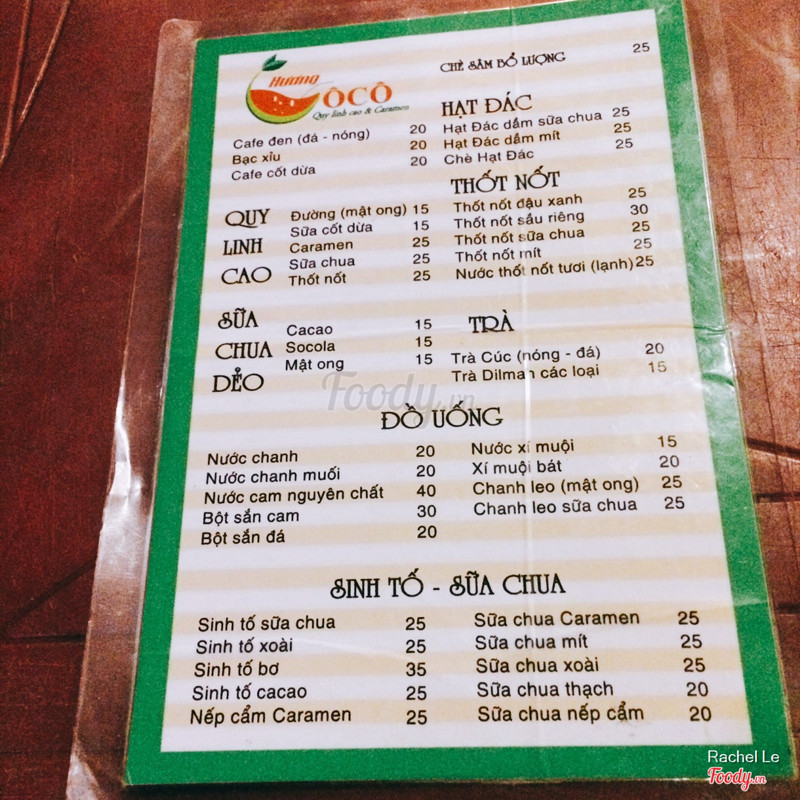 Hương
CÔCÔ
Quy linh cao & Caramen
Cafe đen (đá - nóng) 20
Bạc xỉu 20
Cafe cốt dừa 20
CHÈ SÂM BỔ LƯỢNG 25
HẠT ĐÁC
Hạt Đác dầm sữa chua 25
Hạt Đác dầm mít 25
Chè Hạt Đác 25
QUY LINH CAO
Đường (mật ong) 15
Sữa cốt dừa 15
Caramen 25
Sữa chua 25
Thốt nốt 25
THỐT NỐT
Thốt nốt đậu xanh 25
Thốt nốt sầu riêng 30
Thốt nốt sữa chua 25
Thốt nốt mít 25
Nước thốt nốt tươi (lạnh) 25
SỮA CHUA DẺO
Cacao 15
Socola 15
Mật ong 15
TRÀ
Trà Cúc (nóng - đá) 20
Trà Dilmah các loại 15
Foody.vn
ĐỒ UỐNG
Nước chanh 20
Nước chanh muối 20
Nước cam nguyên chất 40
Bột sắn cam 30
Bột sắn đá 20
Nước xí muội 15
Xí muội bát 20
Chanh leo (mật ong) 25
Chanh leo sữa chua 25
SINH TỐ - SỮA CHUA
Sinh tố sữa chua 25
Sinh tố xoài 25
Sinh tố bơ 35
Sinh tố cacao 25
Nếp cẩm Caramen 25
Sữa chua Caramen 25
Sữa chua mít 25
Sữa chua xoài 25
Sữa chua thạch 20
Sữa chua nếp cẩm 20
Rachel Le
Foody.vn